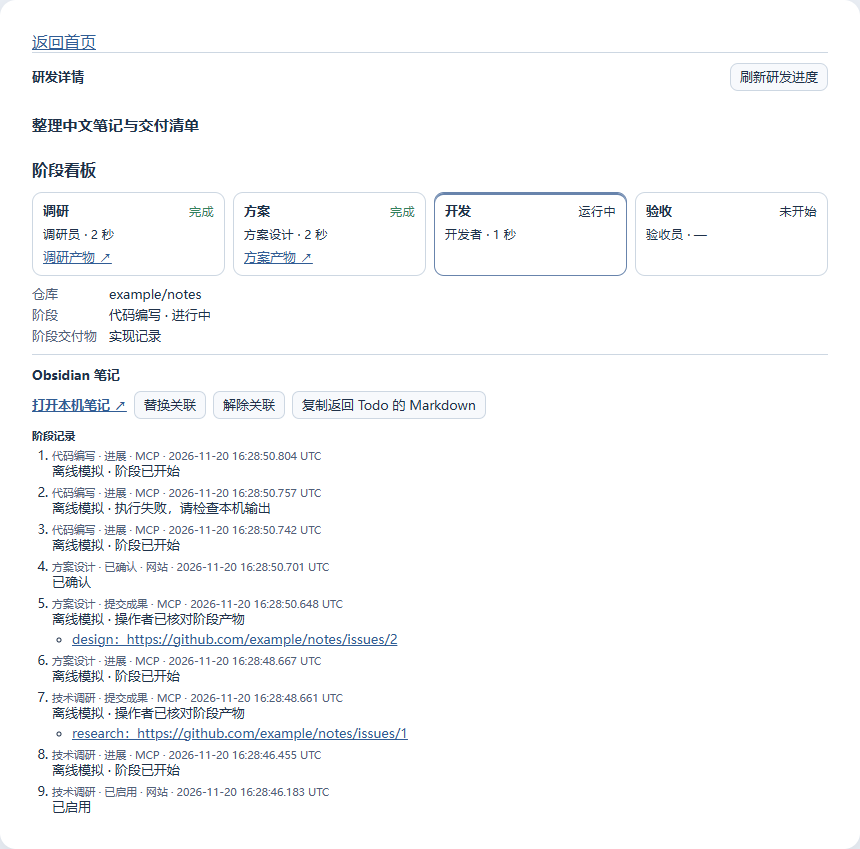 返回首页
研发详情
刷新研发进度
整理中文笔记与交付清单
阶段看板
调研 完成
调研员 · 2 秒
调研产物 ↗
方案 完成
方案设计 · 2 秒
方案产物 ↗
开发 运行中
开发者 · 1 秒
验收 未开始
验收员 · —
仓库 example/notes
阶段 代码编写 · 进行中
阶段交付物 实现记录
Obsidian 笔记
打开本机笔记 ↗ 替换关联 解除关联 复制返回 Todo 的 Markdown
阶段记录
1. 代码编写 · 进展 · MCP · 2026-11-20 16:28:50.804 UTC
离线模拟 · 阶段已开始
2. 代码编写 · 进展 · MCP · 2026-11-20 16:28:50.757 UTC
离线模拟 · 执行失败，请检查本机输出
3. 代码编写 · 进展 · MCP · 2026-11-20 16:28:50.742 UTC
离线模拟 · 阶段已开始
4. 方案设计 · 已确认 · 网站 · 2026-11-20 16:28:50.701 UTC
已确认
5. 方案设计 · 提交成果 · MCP · 2026-11-20 16:28:50.648 UTC
离线模拟 · 操作者已核对阶段产物
design：https://github.com/example/notes/issues/2
6. 方案设计 · 进展 · MCP · 2026-11-20 16:28:48.667 UTC
离线模拟 · 阶段已开始
7. 技术调研 · 提交成果 · MCP · 2026-11-20 16:28:48.661 UTC
离线模拟 · 操作者已核对阶段产物
research：https://github.com/example/notes/issues/1
8. 技术调研 · 进展 · MCP · 2026-11-20 16:28:46.455 UTC
离线模拟 · 阶段已开始
9. 技术调研 · 已启用 · 网站 · 2026-11-20 16:28:46.183 UTC
已启用